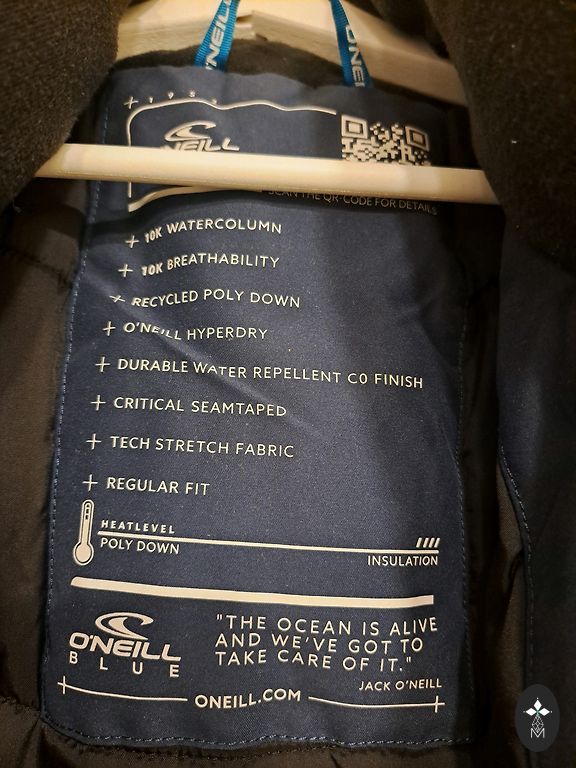 O'NEILL
O'NEILL
SCAN THE QR-CODE FOR DETAILS
10K WATERCOLUMN
10K BREATHABILITY
RECYCLED POLY DOWN
O'NEILL HYPERDRY
DURABLE WATER REPELLENT C0 FINISH
CRITICAL SEAMTAPED
TECH STRETCH FABRIC
REGULAR FIT
HEATLEVEL
POLY DOWN
INSULATION
O'NEILL
BLUE
"THE OCEAN IS ALIVE
AND WE'VE GOT TO
TAKE CARE OF IT."
JACK O'NEILL
ONEILL.COM
M